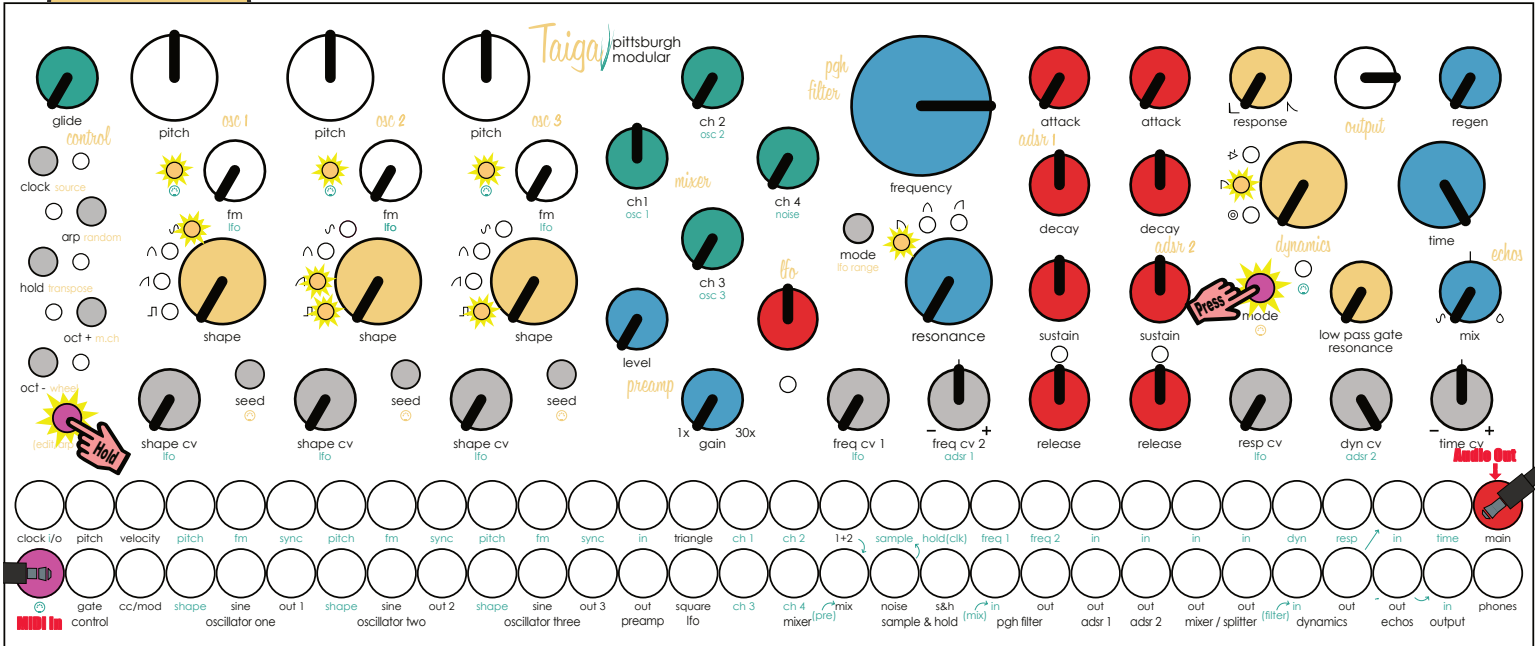 Taiga pittsburgh
modular
pgh
filter
glide
pitch
osc 1
pitch
osc 2
pitch
osc 3
ch 2
osc 2
frequency
attack
attack
response
output
regen
control
adsr 1
clock source
fm
lfo
fm
lfo
fm
lfo
ch1
osc 1
mixer
ch 4
noise
arp random
mode
lfo range
decay
decay
adsr 2
dynamics
time
echos
hold transpose
ch 3
osc 3
lfo
Press
mode
oct + m.ch
shape
shape
shape
level
resonance
sustain
sustain
low pass gate
resonance
mix
oct - wheel
seed
seed
seed
preamp
Hold
shape cv
lfo
shape cv
lfo
shape cv
lfo
1x 30x
gain
freq cv 1
lfo
- +
freq cv 2
adsr 1
release
release
resp cv
lfo
dyn cv
adsr 2
- +
time cv
Audio Out
clock i/o pitch velocity pitch fm sync pitch fm sync pitch fm sync in triangle ch 1 ch 2 1+2 sample hold(clk) freq 1 freq 2 in in in in dyn resp in time main
gate cc/mod shape sine out 1 shape sine out 2 shape sine out 3 out square ch 3 ch 4 (pre) mix noise s&h (mix) in out out out out out (filter) in out out in phones
MIDI In control oscillator one oscillator two oscillator three preamp lfo mixer sample & hold pgh filter adsr 1 adsr 2 mixer / splitter dynamics echos output